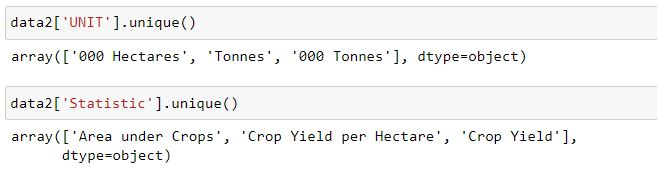 data2['UNIT'].unique()
array(['000 Hectares', 'Tonnes', '000 Tonnes'], dtype=object)
data2['Statistic'].unique()
array(['Area under Crops', 'Crop Yield per Hectare', 'Crop Yield'],
dtype=object)